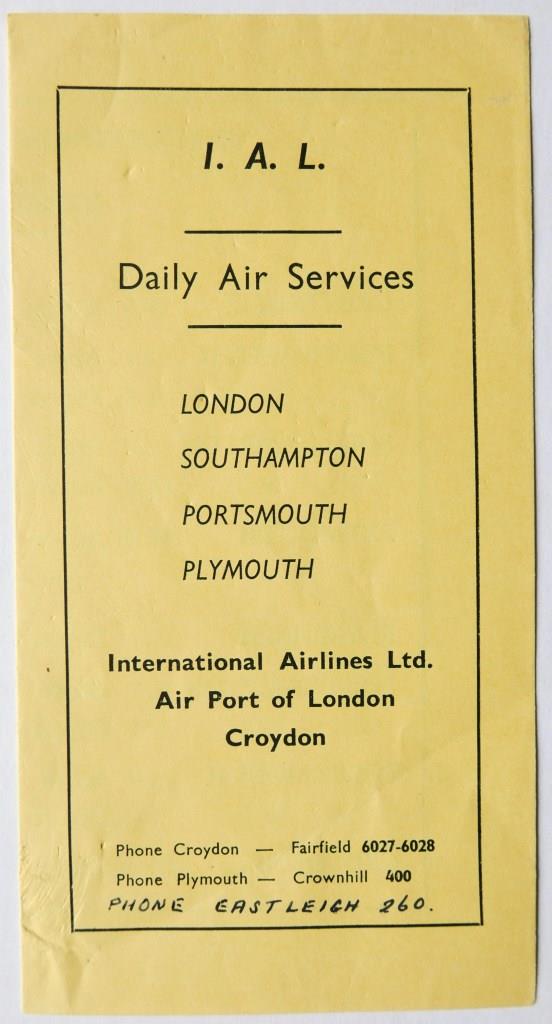 I. A. L.
Daily Air Services
LONDON
SOUTHAMPTON
PORTSMOUTH
PLYMOUTH
International Airlines Ltd.
Air Port of London
Croydon
Phone Croydon — Fairfield 6027-6028
Phone Plymouth — Crownhill 400
PHONE EASTLEIGH 260.